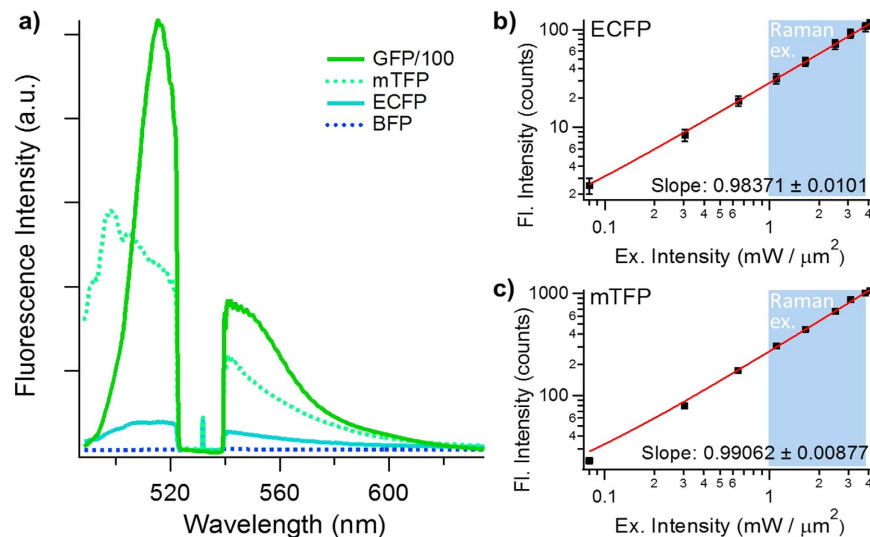 a)
Fluorescence Intensity (a.u.)
GFP/100
mTFP
ECFP
BFP
520
560
600
Wavelength (nm)
b)
ECFP
Raman
ex.
Fl. Intensity (counts)
100
6
4
2
10
6
4
2
Slope: 0.98371 ± 0.0101
0.1
2
3
4
5 6
1
2
3
4
Ex. Intensity (mW / μm²)
c)
mTFP
Raman
ex.
Fl. Intensity (counts)
1000
6
4
2
100
6
4
Slope: 0.99062 ± 0.00877
0.1
2
3
4
5 6
1
2
3
4
Ex. Intensity (mW / μm²)